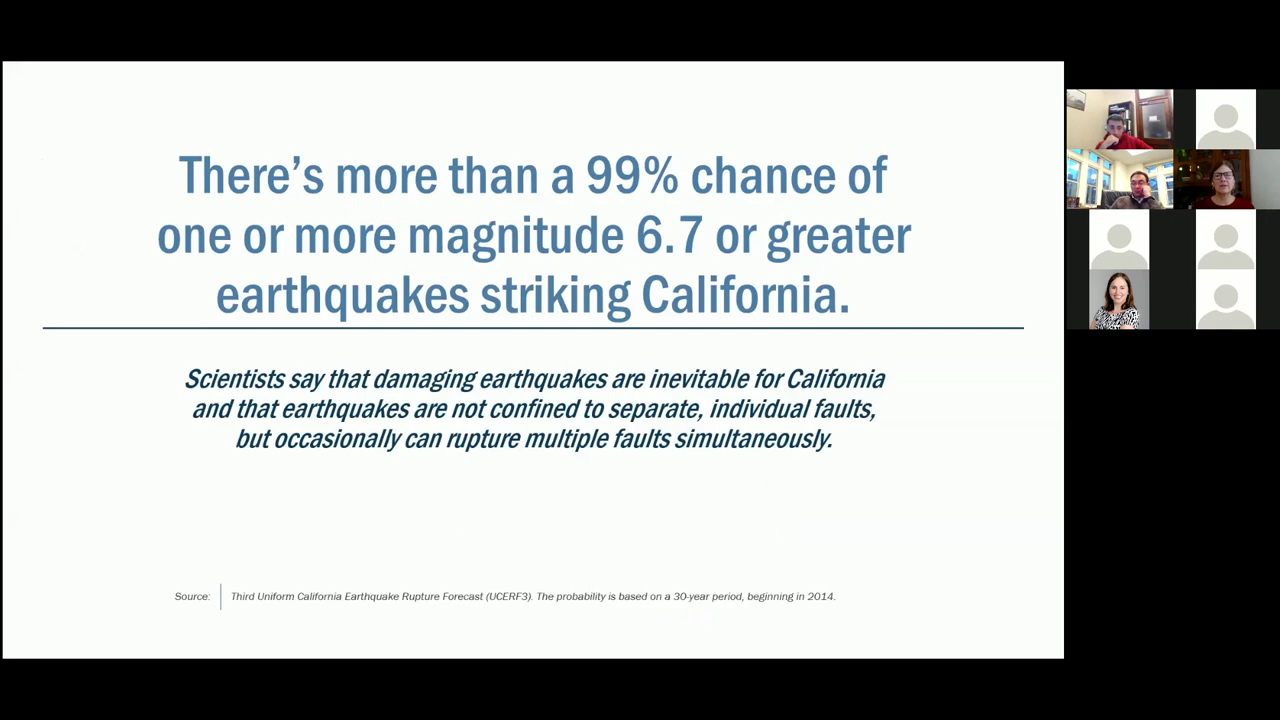 There's more than a 99% chance of
one or more magnitude 6.7 or greater
earthquakes striking California.
Scientists say that damaging earthquakes are inevitable for California
and that earthquakes are not confined to separate, individual faults,
but occasionally can rupture multiple faults simultaneously.
Source: Third Uniform California Earthquake Rupture Forecast (UCERF3). The probability is based on a 30-year period, beginning in 2014.